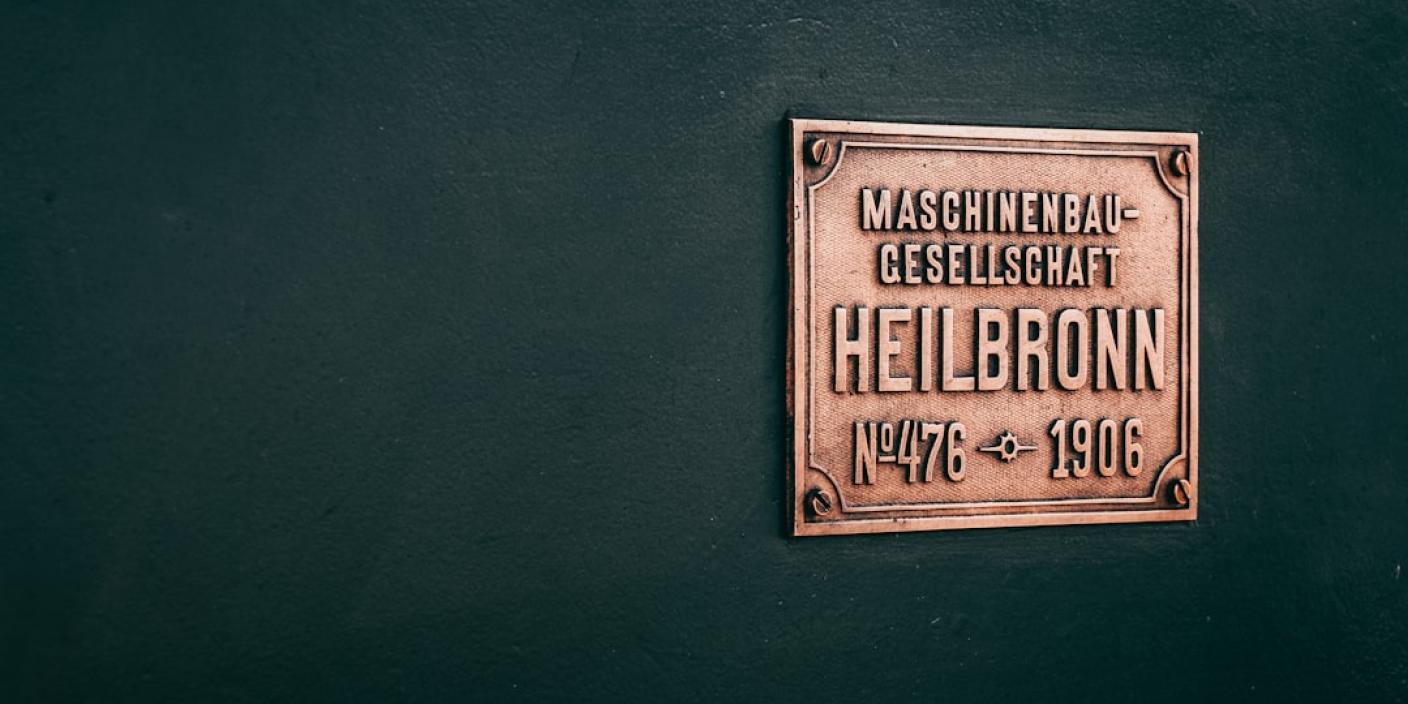 MASCHINENBAU-
GESELLSCHAFT
HEILBRONN
Nº476 1906